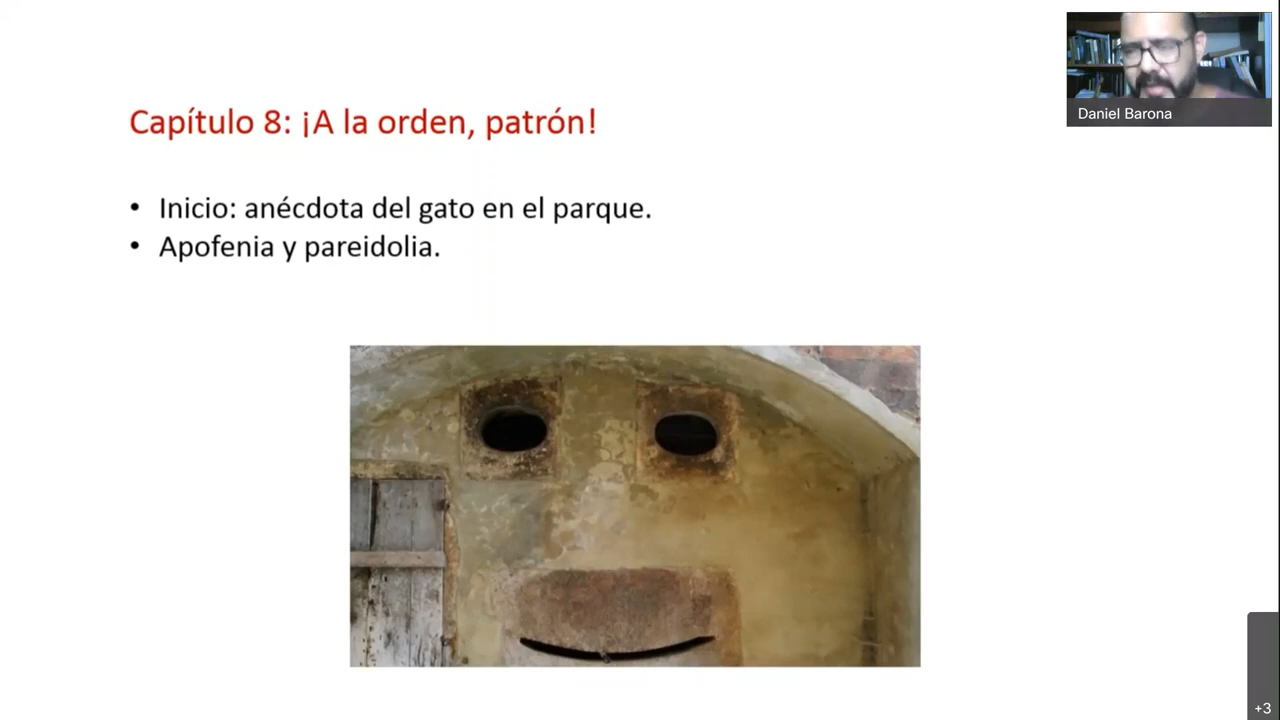 Capítulo 8: ¡A la orden, patrón!
• Inicio: anécdota del gato en el parque.
• Apofenia y pareidolia.
Daniel Barona
+3